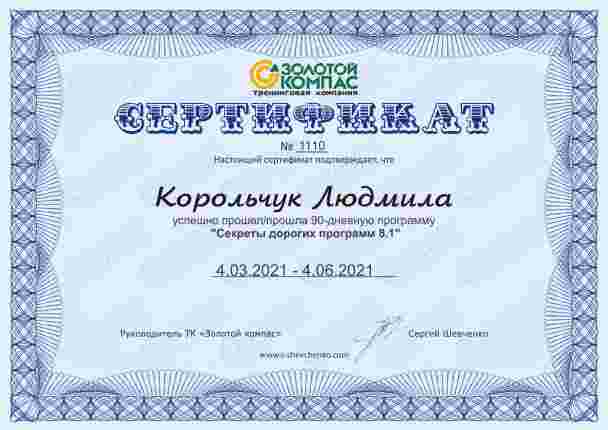 ЗОЛОТОЙ
КОМПАС
тренинговая компания
СЕРТИФИКАТ
№ 1110
Настоящий сертификат подтверждает, что
Корольчук Людмила
успешно прошел/прошла 90-дневную программу
"Секреты дорогих программ 8.1"
4.03.2021 - 4.06.2021
Руководитель ТК «Золотой компас» Сергей Шевченко
www.s-shevchenko.com